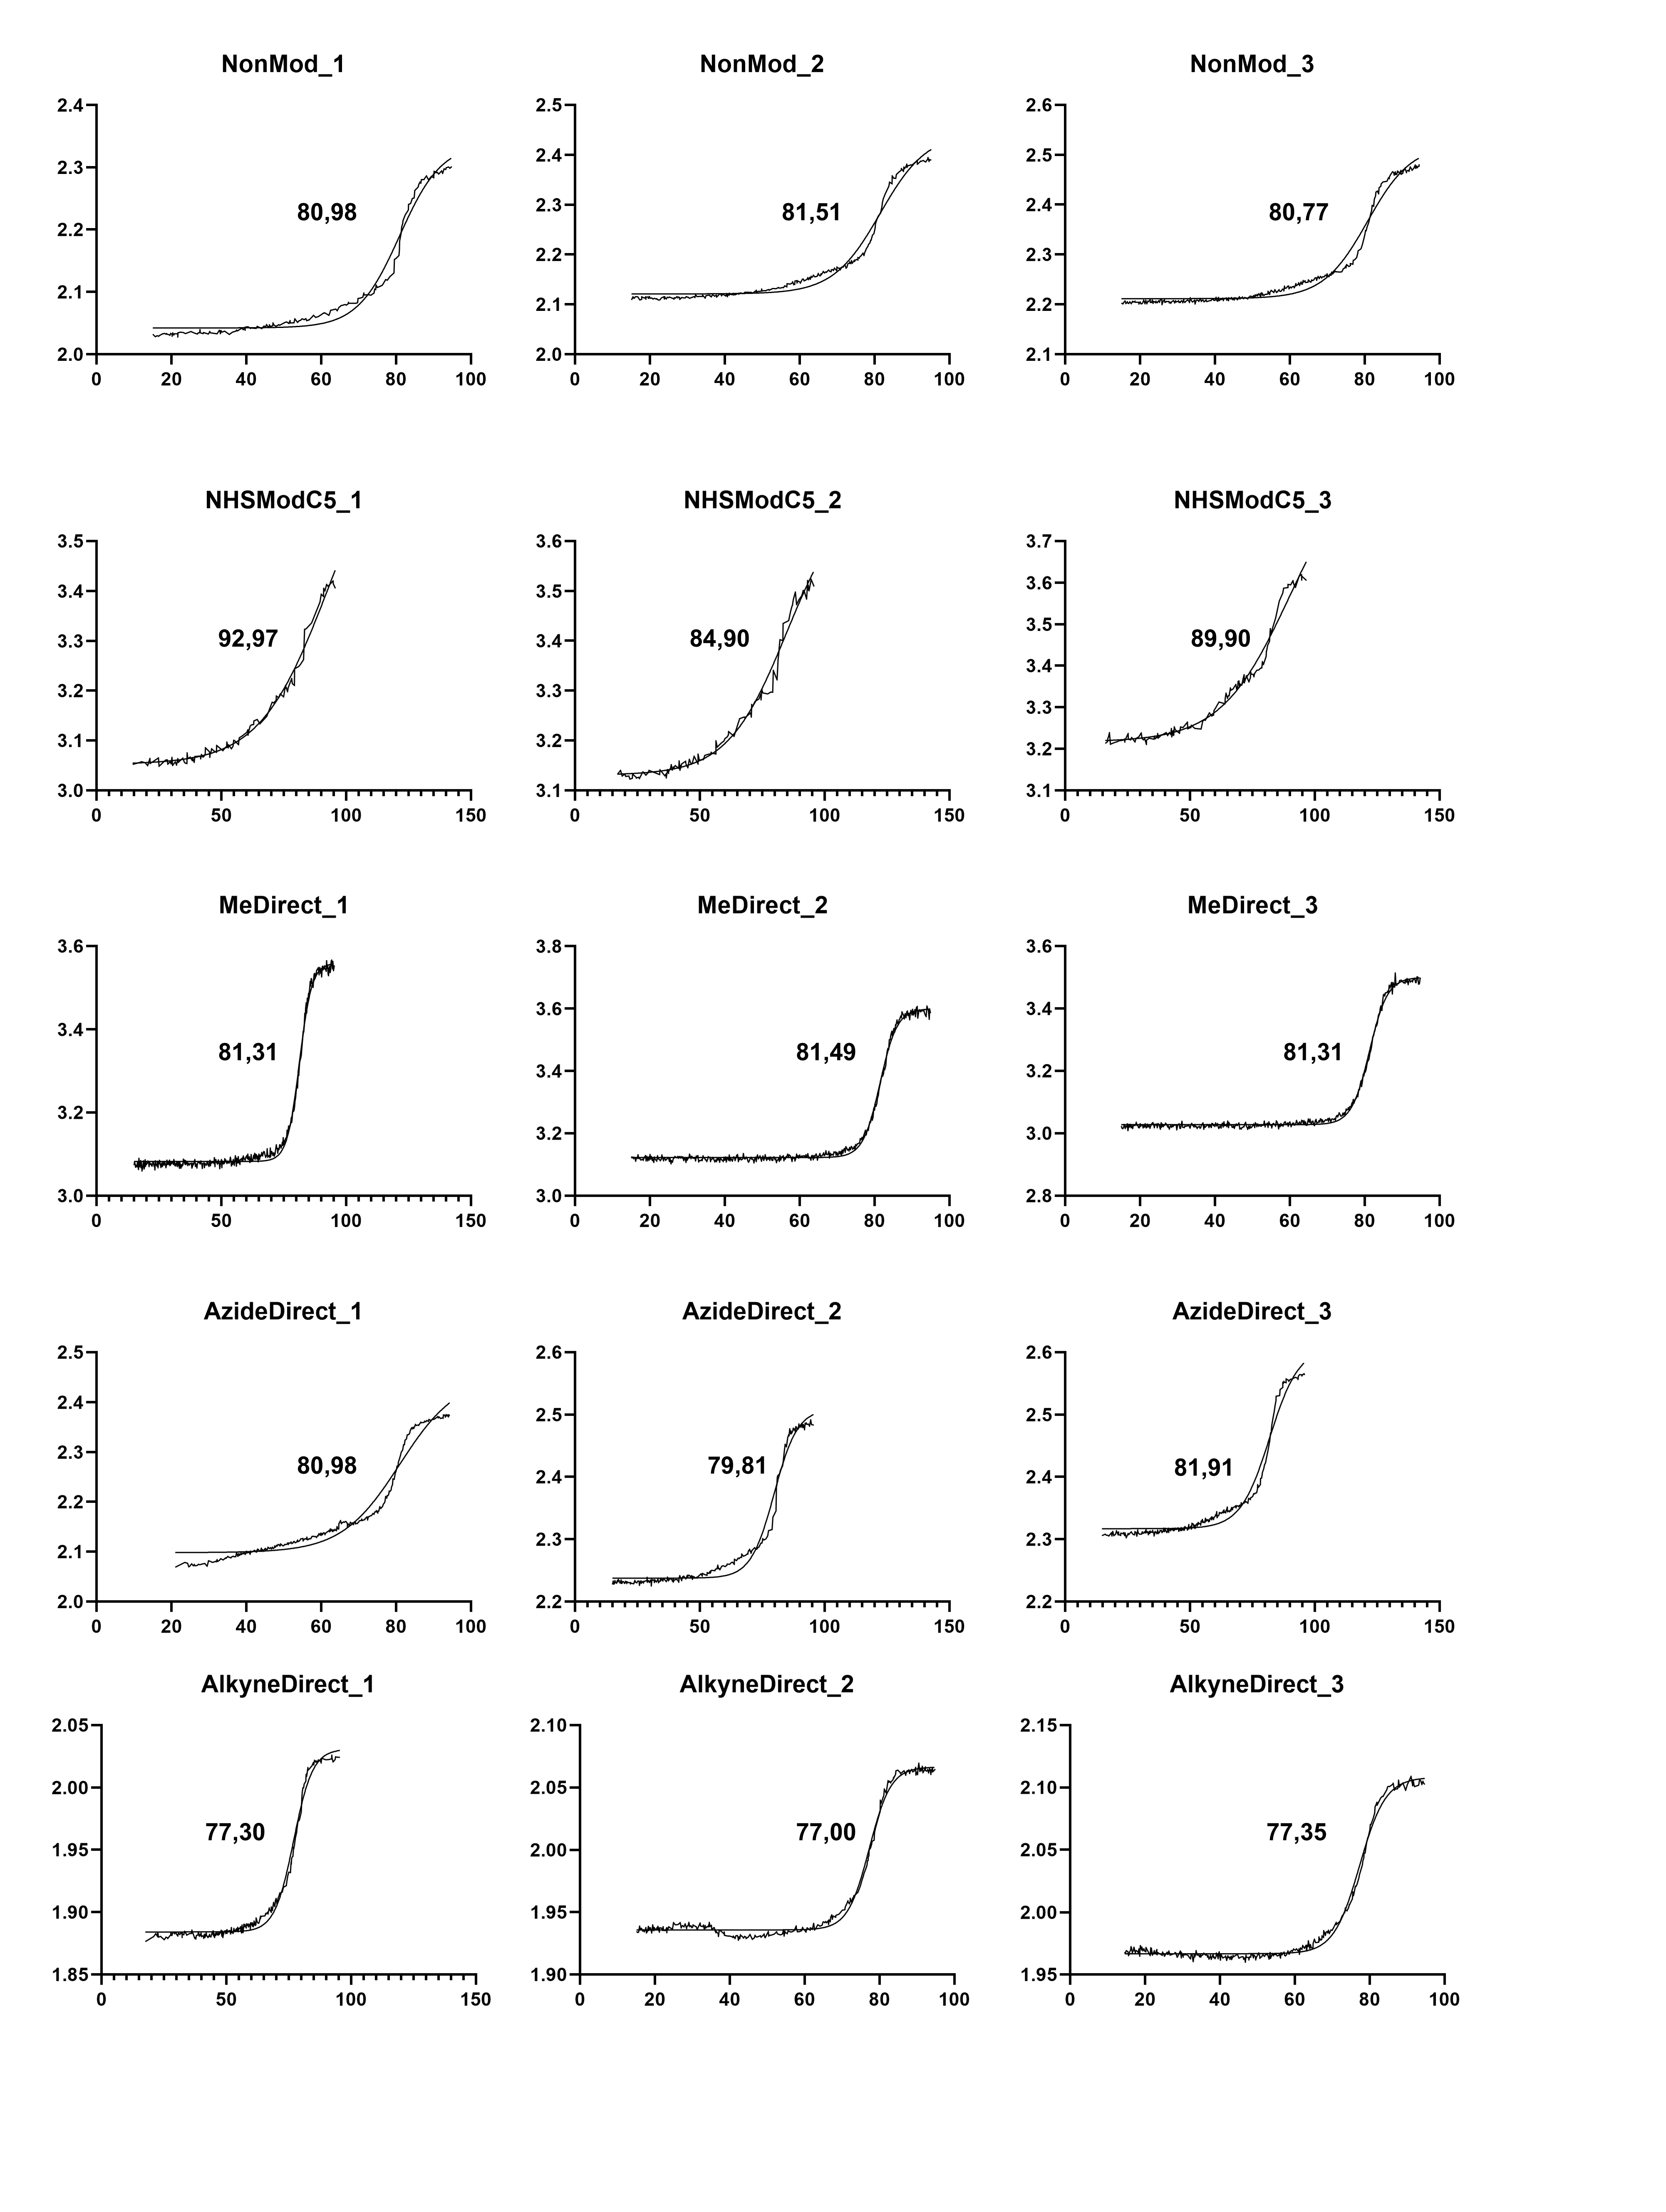 NonMod_1 NonMod_2 NonMod_3
2.4 2.5 2.6
2.3 2.4 2.5
80,98 81,51 80,77
2.2 2.3 2.4
2.2 2.3
2.1 2.1 2.2
2.0 2.0 2.1
0 20 40 60 80 100 0 20 40 60 80 100 0 20 40 60 80 100
NHSModC5_1 NHSModC5_2 NHSModC5_3
3.5 3.6 3.7
3.4 3.5 3.6
3.5
3.3 92,97 3.4 84,90 89,90
3.4
3.2 3.3
3.3
3.1 3.2 3.2
3.0 3.1 3.1
0 50 100 150 0 50 100 150 0 50 100 150
MeDirect_1 MeDirect_2 MeDirect_3
3.6 3.8 3.6
3.6 3.4
3.4
81,31 81,49 81,31
3.4 3.2
3.2 3.2 3.0
3.0 3.0 2.8
0 50 100 150 0 20 40 60 80 100 0 20 40 60 80 100
AzideDirect_1 AzideDirect_2 AzideDirect_3
2.5 2.6 2.6
2.4 2.5 2.5
2.3 80,98 79,81 81,91
2.4 2.4
2.2
2.1 2.3 2.3
2.0 2.2 2.2
0 20 40 60 80 100 0 50 100 150 0 50 100 150
AlkyneDirect_1 AlkyneDirect_2 AlkyneDirect_3
2.05 2.10 2.15
2.00 2.05 2.10
77,30 77,00 77,35
1.95 2.00 2.05
1.90 1.95 2.00
1.85 1.90 1.95
0 50 100 150 0 20 40 60 80 100 0 20 40 60 80 100